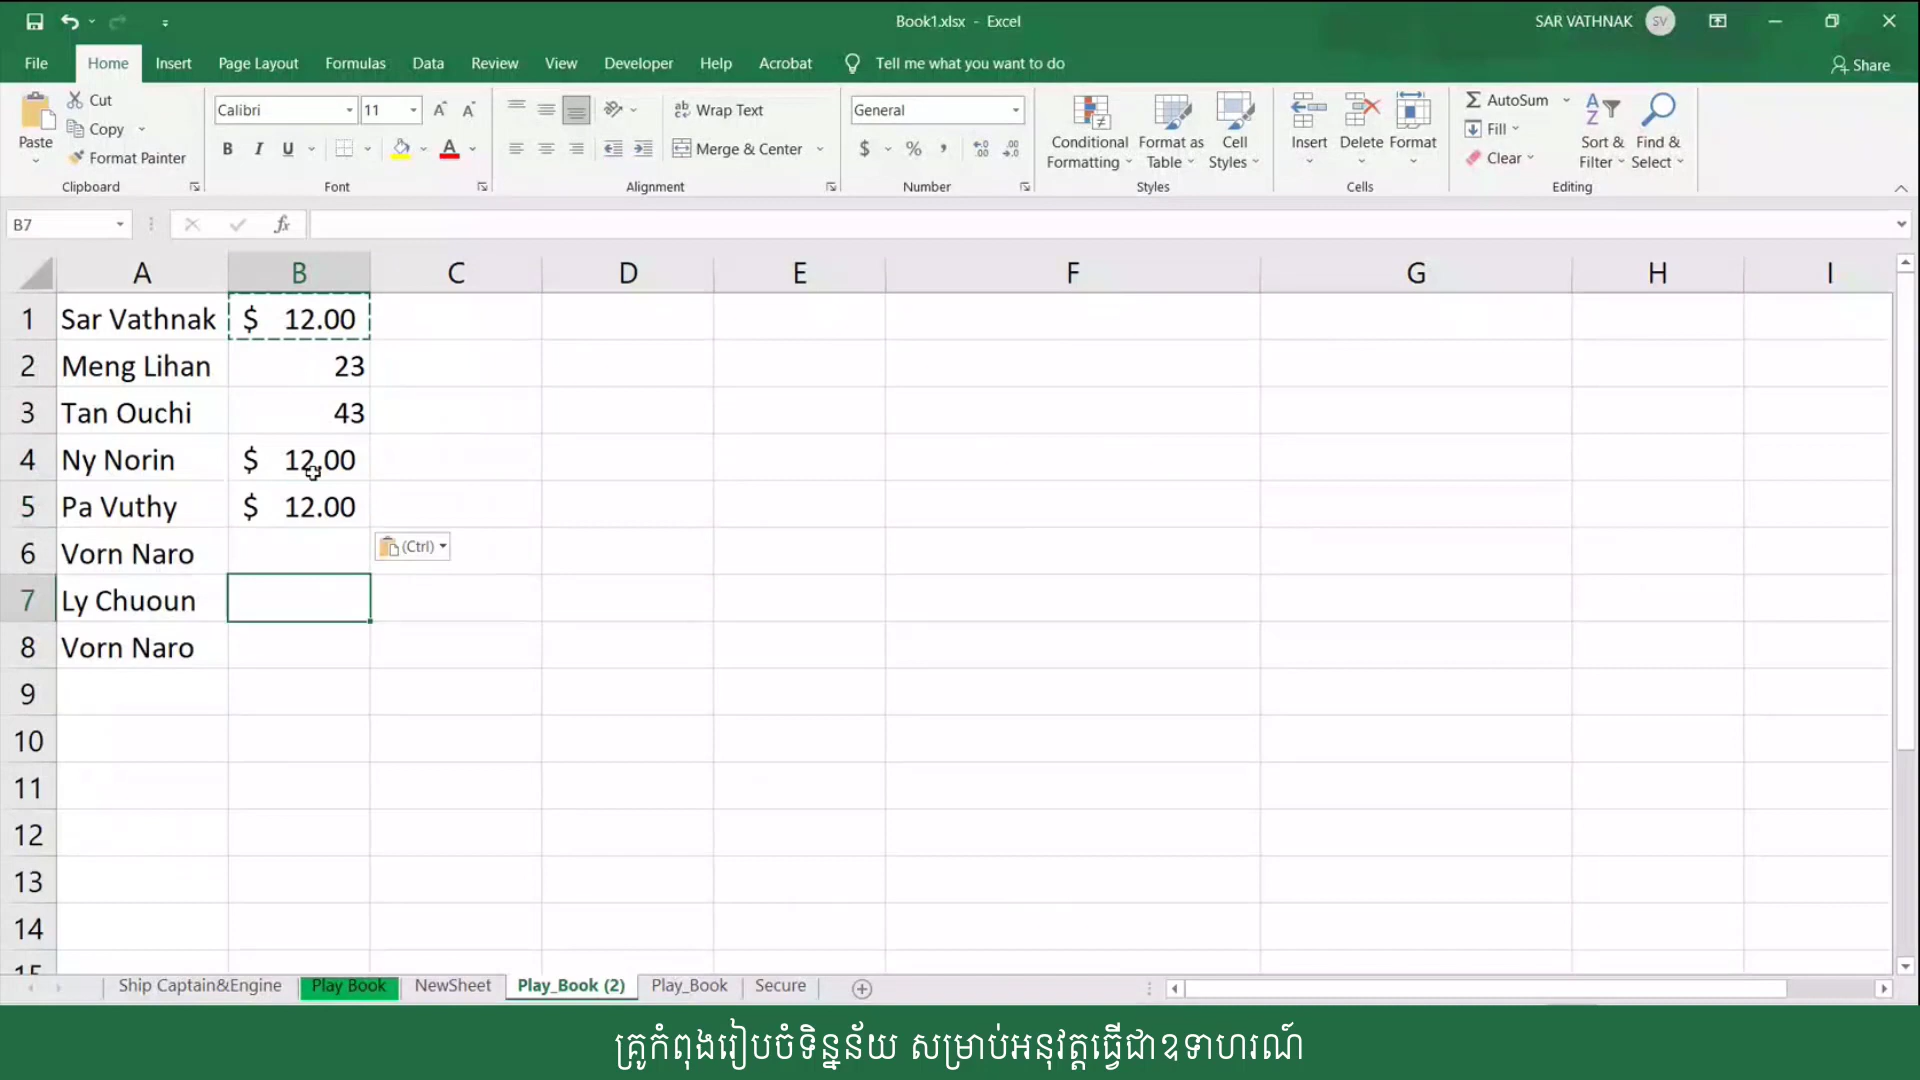 Book1.xlsx - Excel
SAR VATHNAK SV
File Home Insert Page Layout Formulas Data Review View Developer Help Acrobat Tell me what you want to do Share
Paste
Cut
Copy
Format Painter
Clipboard
Calibri 11
B I U
Font
Wrap Text
Merge & Center
Alignment
General
$ % ,
Number
Conditional Formatting
Format as Table
Cell Styles
Styles
Insert
Delete
Format
Cells
AutoSum
Fill
Clear
Sort & Filter
Find & Select
Editing
B7 fx
A B C D E F G H I
1 Sar Vathnak $ 12.00
2 Meng Lihan 23
3 Tan Ouchi 43
4 Ny Norin $ 12.00
5 Pa Vuthy $ 12.00
6 Vorn Naro (Ctrl)
7 Ly Chuoun
8 Vorn Naro
9
10
11
12
13
14
15
Ship Captain&Engine Play Book NewSheet Play_Book (2) Play_Book Secure
គ្រូកំពុងរៀបចំទិន្នន័យ សម្រាប់អនុវត្តធ្វើជាឧទាហរណ៍